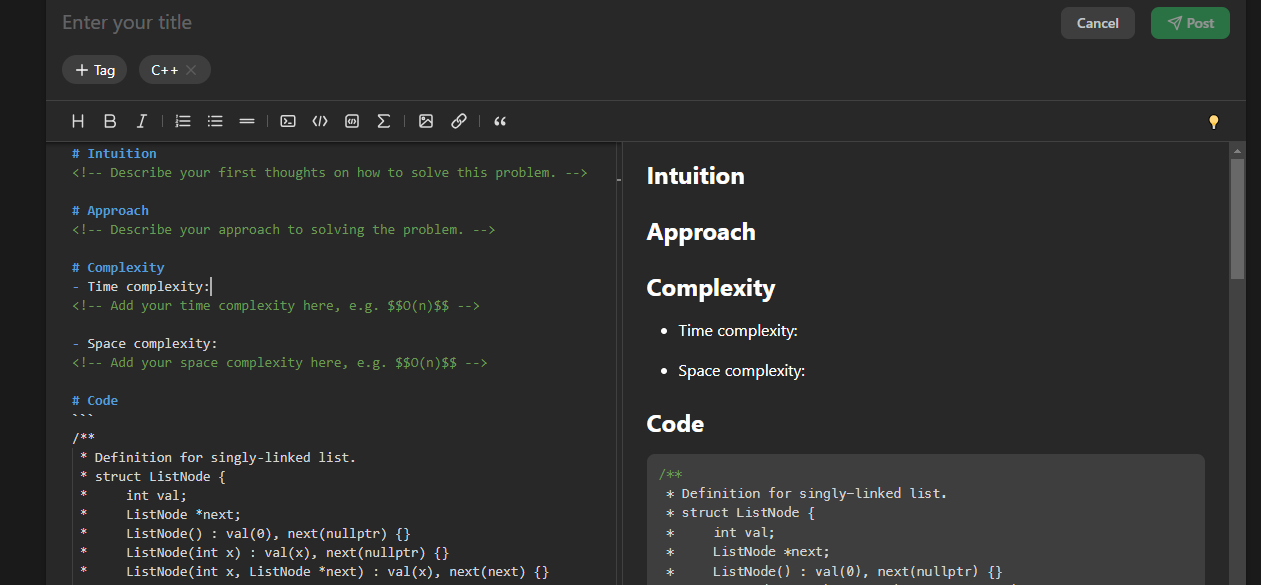 Enter your title
Cancel
Post
+ Tag
C++ ×
H B I
# Intuition
<!-- Describe your first thoughts on how to solve this problem. -->
# Approach
<!-- Describe your approach to solving the problem. -->
# Complexity
- Time complexity:
<!-- Add your time complexity here, e.g. $$O(n)$$ -->
- Space complexity:
<!-- Add your space complexity here, e.g. $$O(n)$$ -->
# Code
```
/**
 * Definition for singly-linked list.
 * struct ListNode {
 *     int val;
 *     ListNode *next;
 *     ListNode() : val(0), next(nullptr) {}
 *     ListNode(int x) : val(x), next(nullptr) {}
 *     ListNode(int x, ListNode *next) : val(x), next(next) {}
Intuition
Approach
Complexity
• Time complexity:
• Space complexity:
Code
/**
 * Definition for singly-linked list.
 * struct ListNode {
 *     int val;
 *     ListNode *next;
 *     ListNode() : val(0), next(nullptr) {}